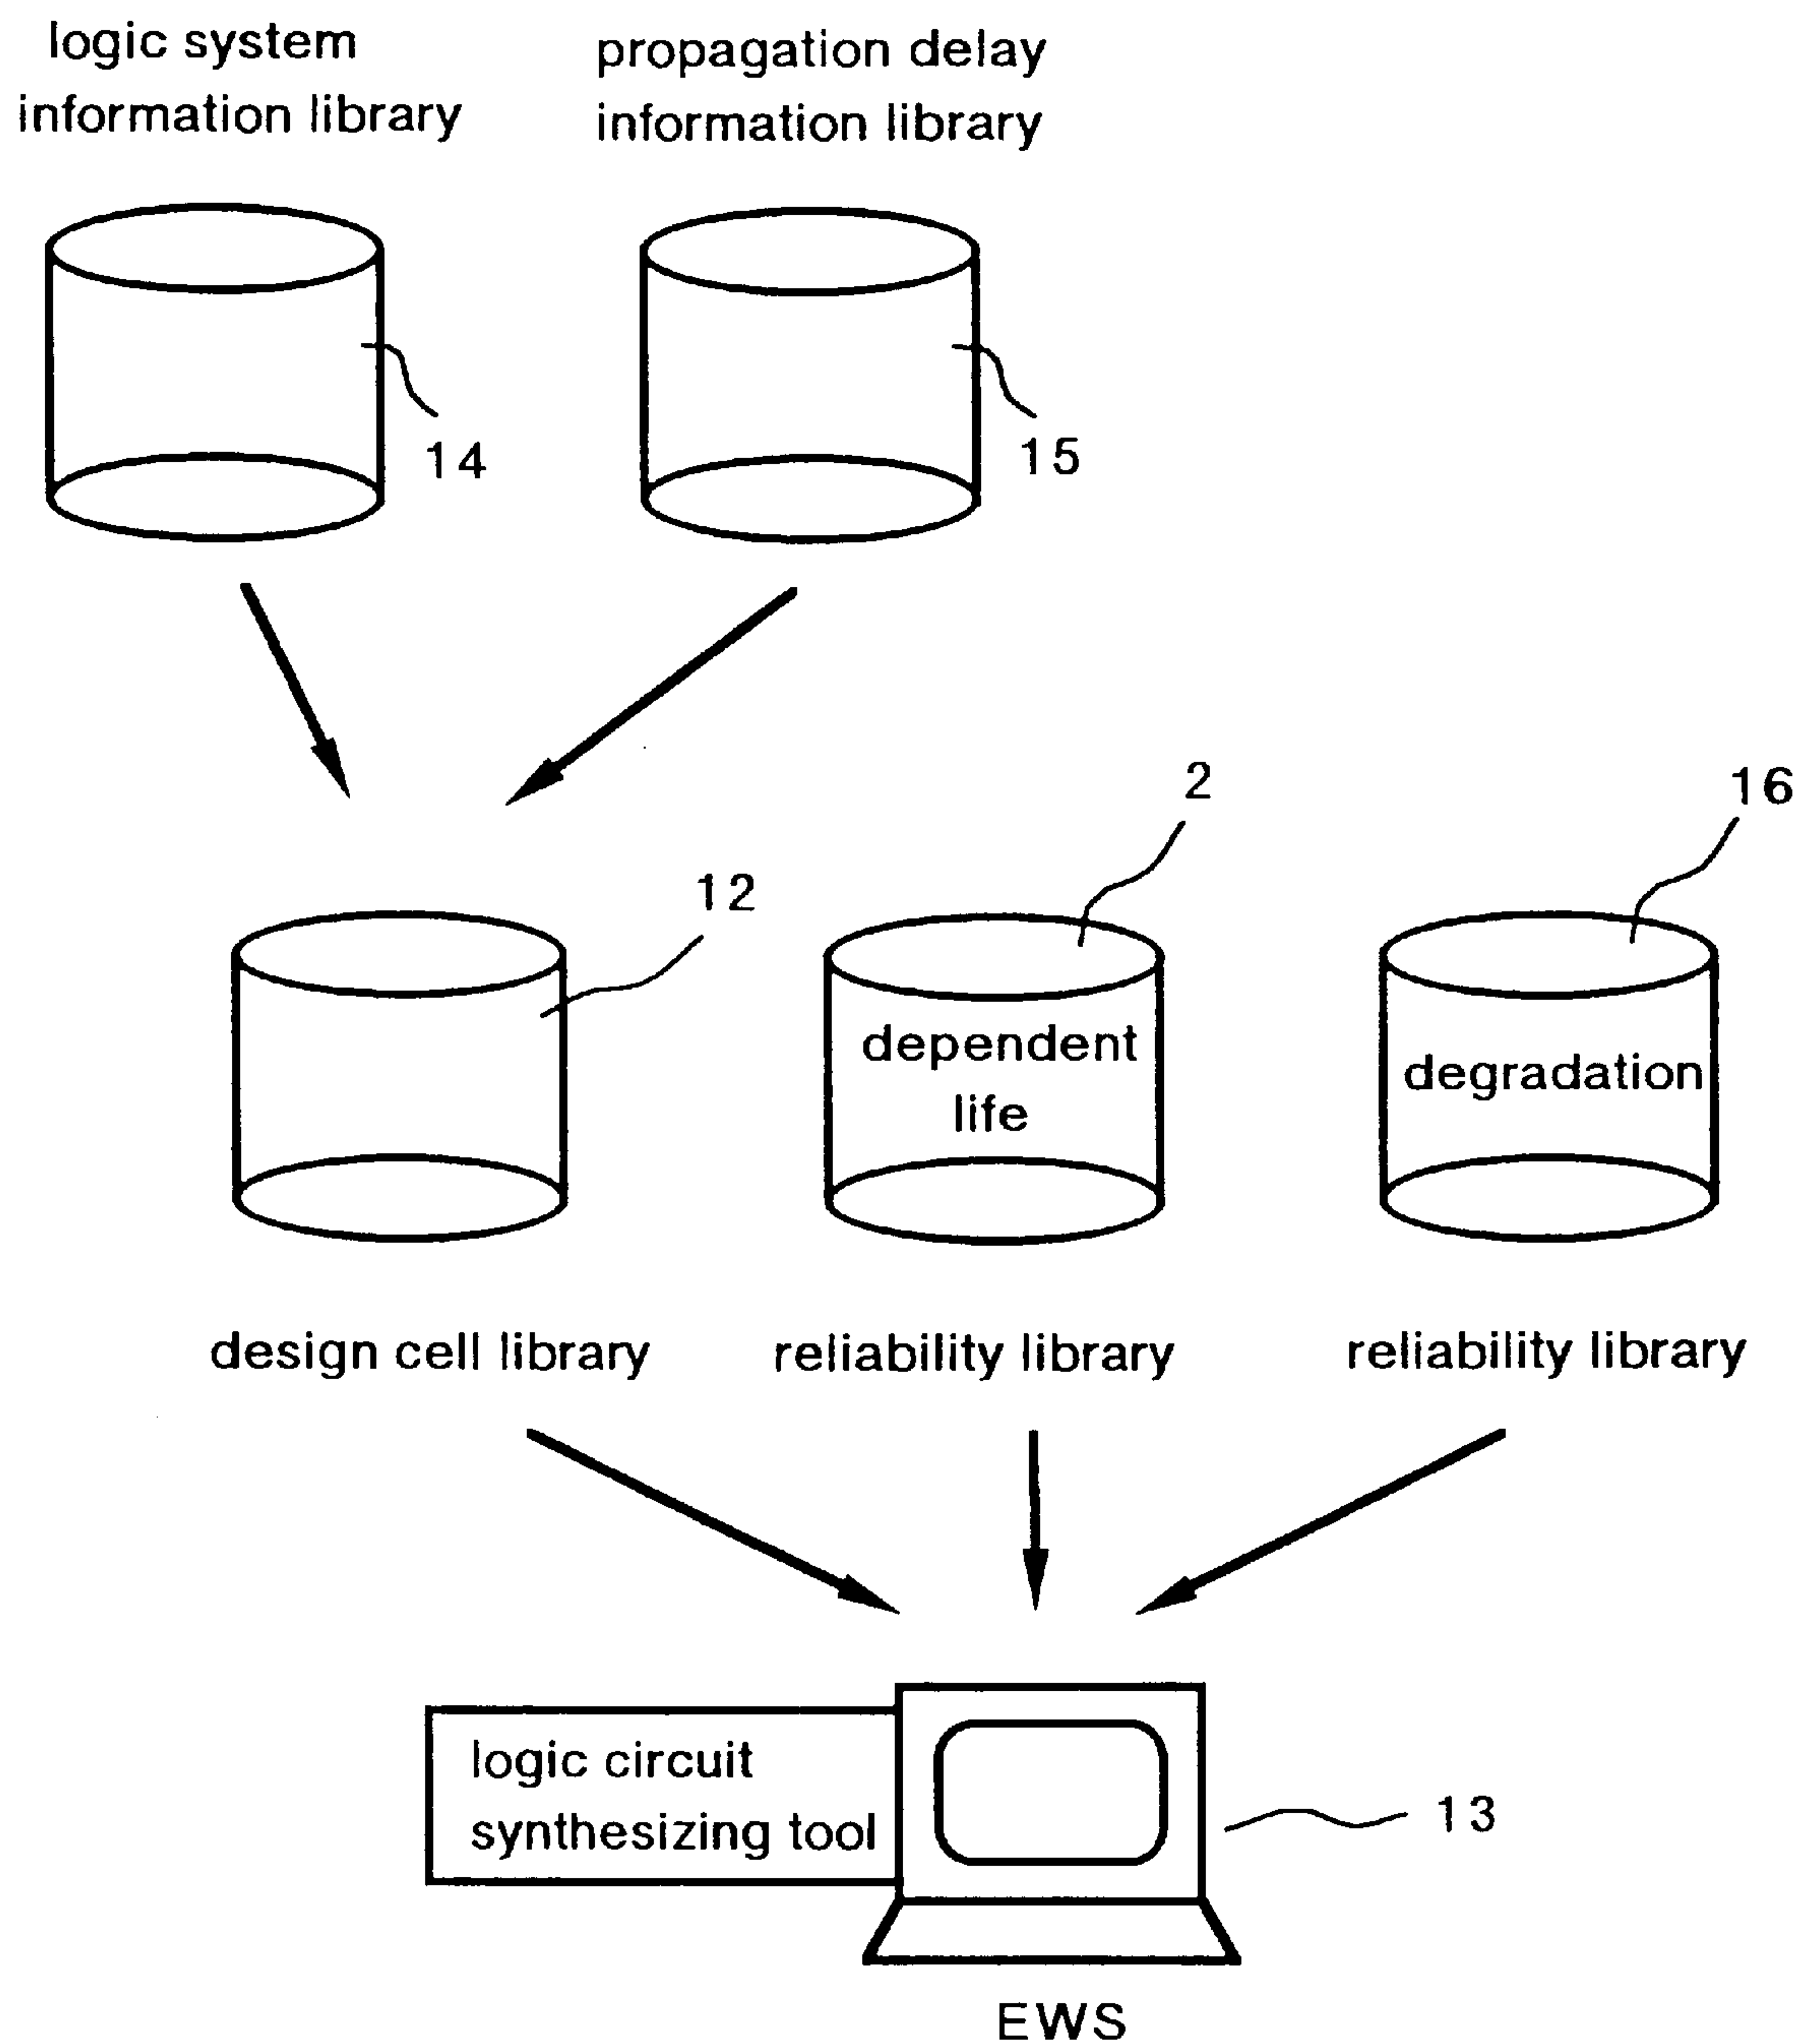 logic system
information library
propagation delay
information library
14
15
2
16
12
dependent
life
degradation
design cell library
reliability library
reliability library
logic circuit
synthesizing tool
13
EWS